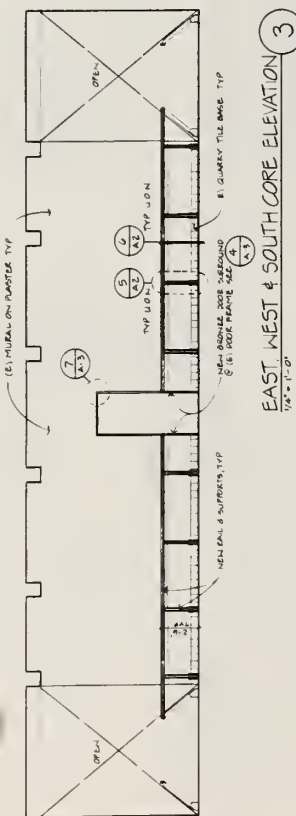 (E) MURAL ON PLASTER TYP
OPEN
OPEN
7
A·3
5
A2
6
A2
TYP U O N
TYP U O N
(E) QUARRY TILE BASE TYP
NEW BRONZE DOOR SURROUND
@ (E) DOOR FRAME SEE
4
A·3
NEW RAIL & SUPPORTS, TYP
EAST, WEST & SOUTH CORE ELEVATION
1/4" = 1'-0"
3